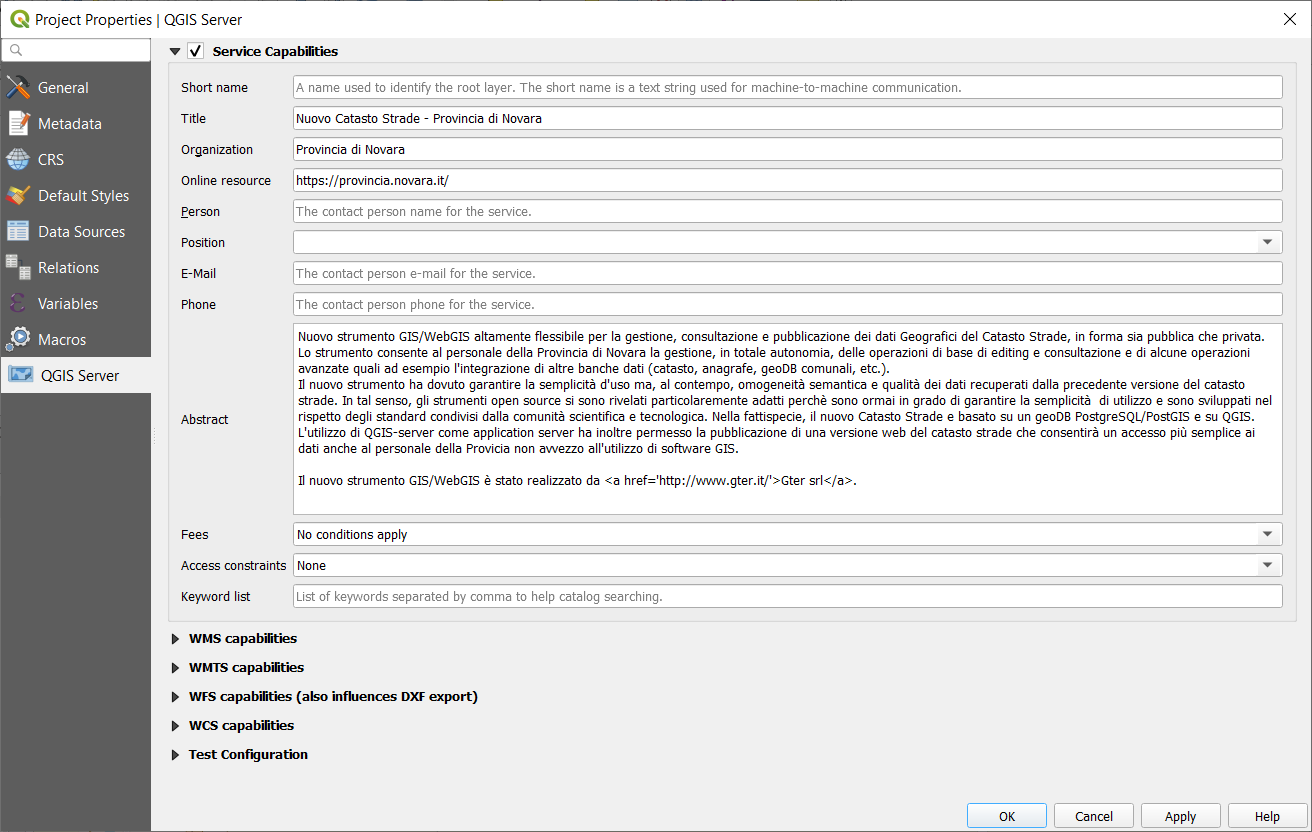 Project Properties | QGIS Server
General
Metadata
CRS
Default Styles
Data Sources
Relations
Variables
Macros
QGIS Server
Service Capabilities
Short name
A name used to identify the root layer. The short name is a text string used for machine-to-machine communication.
Title
Nuovo Catasto Strade - Provincia di Novara
Organization
Provincia di Novara
Online resource
https://provincia.novara.it/
Person
The contact person name for the service.
Position
E-Mail
The contact person e-mail for the service.
Phone
The contact person phone for the service.
Abstract
Nuovo strumento GIS/WebGIS altamente flessibile per la gestione, consultazione e pubblicazione dei dati Geografici del Catasto Strade, in forma sia pubblica che privata.
Lo strumento consente al personale della Provincia di Novara la gestione, in totale autonomia, delle operazioni di base di editing e consultazione e di alcune operazioni
avanzate quali ad esempio l'integrazione di altre banche dati (catasto, anagrafe, geoDB comunali, etc.).
Il nuovo strumento ha dovuto garantire la semplicità d'uso ma, al contempo, omogeneità semantica e qualità dei dati recuperati dalla precedente versione del catasto
strade. In tal senso, gli strumenti open source si sono rivelati particolaremente adatti perchè sono ormai in grado di garantire la semplicità  di utilizzo e sono sviluppati nel
rispetto degli standard condivisi dalla comunità scientifica e tecnologica. Nella fattispecie, il nuovo Catasto Strade e basato su un geoDB PostgreSQL/PostGIS e su QGIS.
L'utilizzo di QGIS-server come application server ha inoltre permesso la pubblicazione di una versione web del catasto strade che consentirà un accesso più semplice ai
dati anche al personale della Provicia non avvezzo all'utilizzo di software GIS.
Il nuovo strumento GIS/WebGIS è stato realizzato da <a href='http://www.gter.it/'>Gter srl</a>.
Fees
No conditions apply
Access constraints
None
Keyword list
List of keywords separated by comma to help catalog searching.
WMS capabilities
WMTS capabilities
WFS capabilities (also influences DXF export)
WCS capabilities
Test Configuration
OK
Cancel
Apply
Help